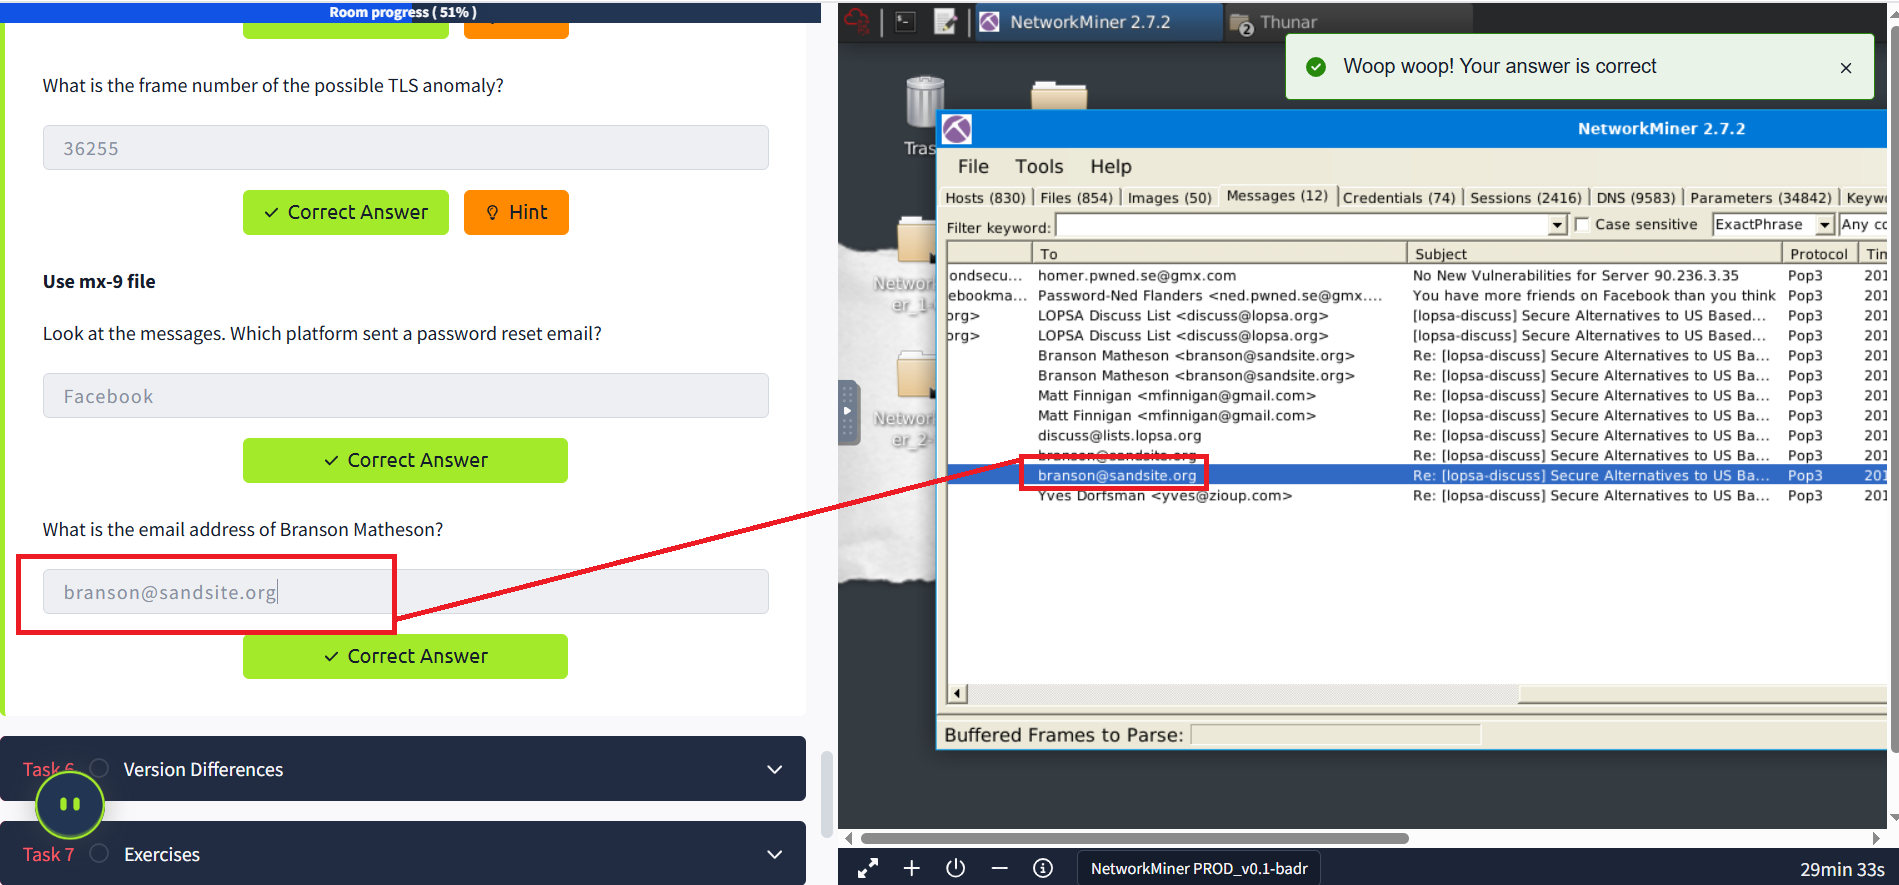 Room progress ( 51% )
What is the frame number of the possible TLS anomaly?
36255
Correct Answer
Hint
Use mx-9 file
Look at the messages. Which platform sent a password reset email?
Facebook
Correct Answer
What is the email address of Branson Matheson?
branson@sandsite.org
Correct Answer
Task 6 Version Differences
Task 7 Exercises
NetworkMiner 2.7.2
2 Thunar
Woop woop! Your answer is correct
Tras
Networ
er_1-
Networ
er_2-
NetworkMiner 2.7.2
File Tools Help
Hosts (830) Files (854) Images (50) Messages (12) Credentials (74) Sessions (2416) DNS (9583) Parameters (34842) Keyw
Filter keyword: Case sensitive ExactPhrase Any co
To Subject Protocol Tim
ondsecu... homer.pwned.se@gmx.com No New Vulnerabilities for Server 90.236.3.35 Pop3 201
ebookma... Password-Ned Flanders <ned.pwned.se@gmx.... You have more friends on Facebook than you think Pop3 201
org> LOPSA Discuss List <discuss@lopsa.org> [lopsa-discuss] Secure Alternatives to US Based... Pop3 201
org> LOPSA Discuss List <discuss@lopsa.org> [lopsa-discuss] Secure Alternatives to US Based... Pop3 201
Branson Matheson <branson@sandsite.org> Re: [lopsa-discuss] Secure Alternatives to US Ba... Pop3 201
Branson Matheson <branson@sandsite.org> Re: [lopsa-discuss] Secure Alternatives to US Ba... Pop3 201
Matt Finnigan <mfinnigan@gmail.com> Re: [lopsa-discuss] Secure Alternatives to US Ba... Pop3 201
Matt Finnigan <mfinnigan@gmail.com> Re: [lopsa-discuss] Secure Alternatives to US Ba... Pop3 201
discuss@lists.lopsa.org Re: [lopsa-discuss] Secure Alternatives to US Ba... Pop3 201
branson@sandsite.org Re: [lopsa-discuss] Secure Alternatives to US Ba... Pop3 201
branson@sandsite.org Re: [lopsa-discuss] Secure Alternatives to US Ba... Pop3 201
Yves Dorfsman <yves@zioup.com> Re: [lopsa-discuss] Secure Alternatives to US Ba... Pop3 201
Buffered Frames to Parse:
NetworkMiner PROD_v0.1-badr
29min 33s